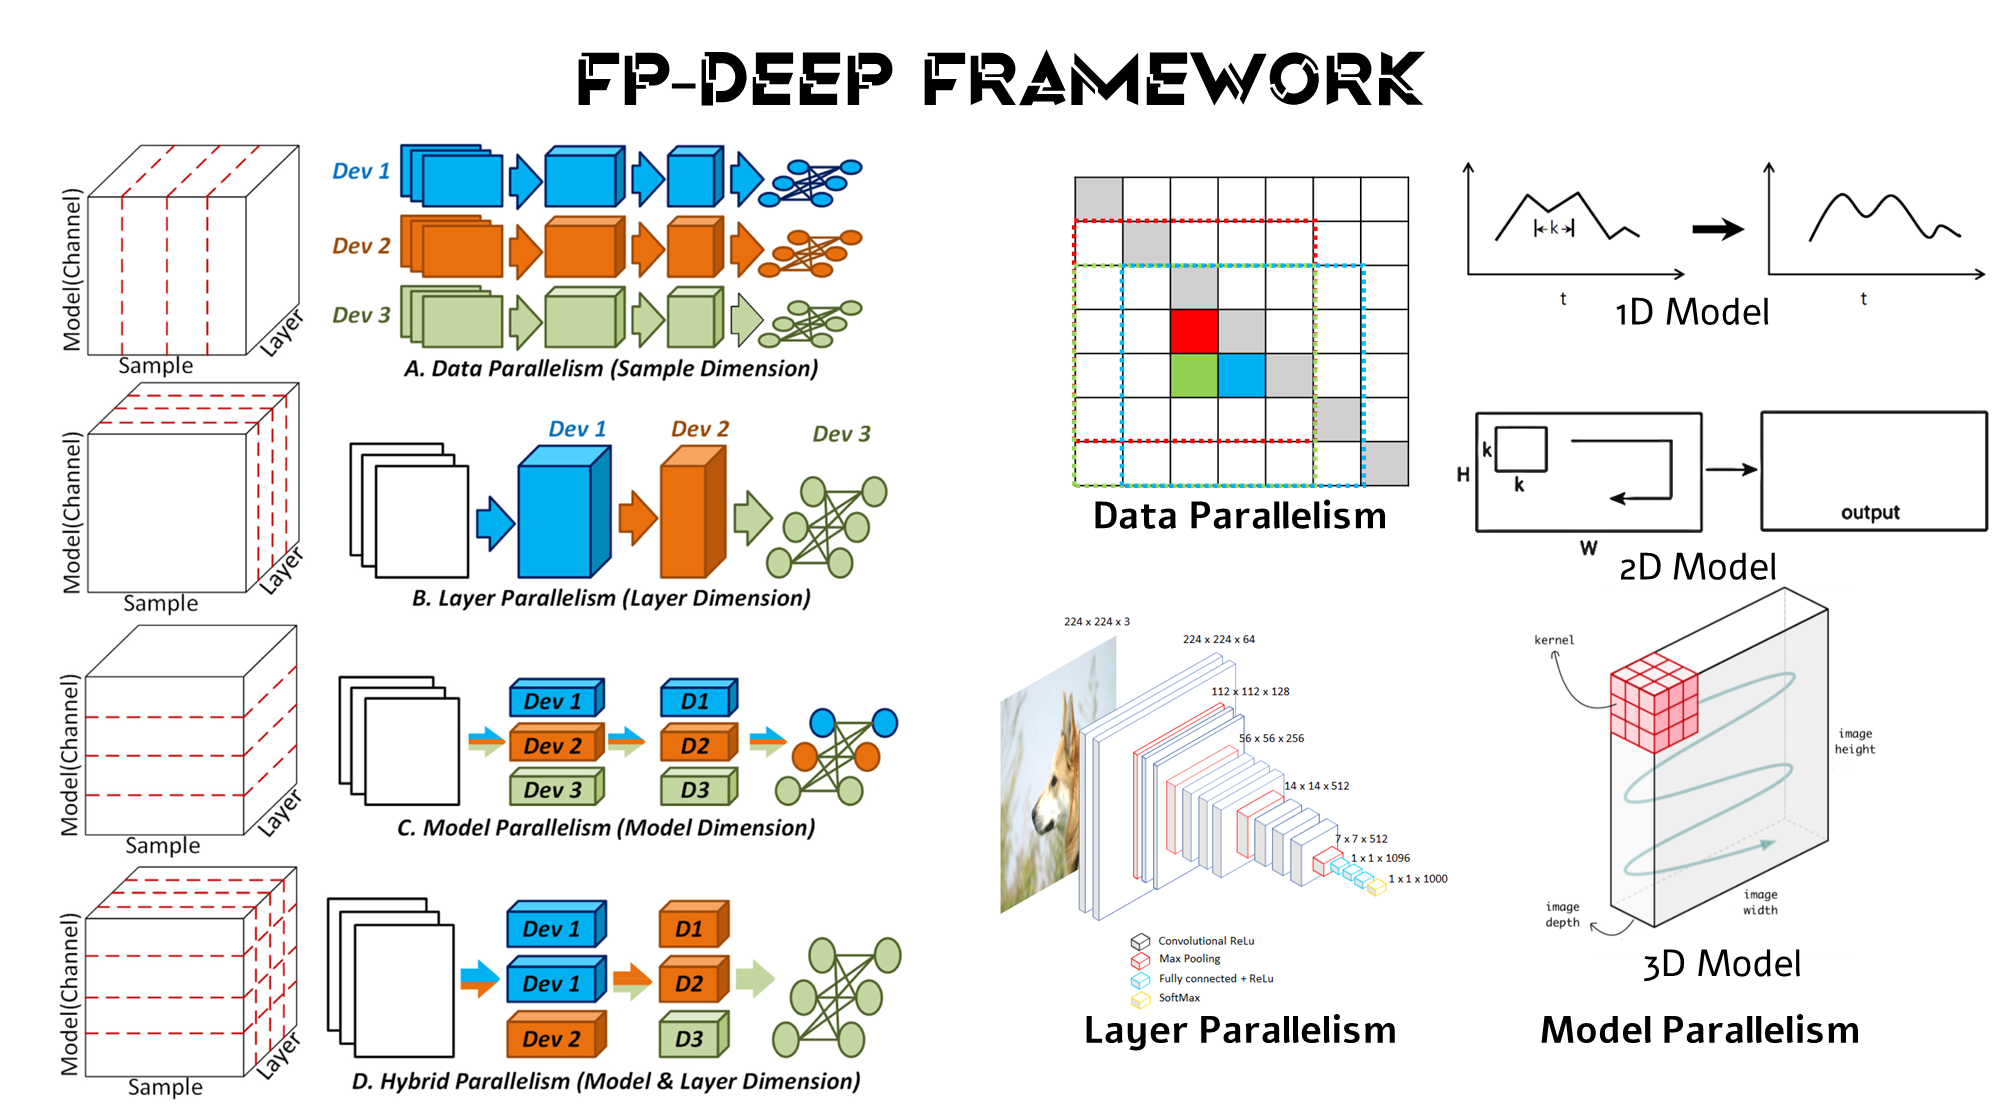 FP-DEEP FRAMEWORK
Model(Channel)
Sample
Layer
Dev 1
Dev 2
Dev 3
A. Data Parallelism (Sample Dimension)
Model(Channel)
Sample
Layer
Dev 1
Dev 2
Dev 3
B. Layer Parallelism (Layer Dimension)
Model(Channel)
Sample
Layer
Dev 1
D1
Dev 2
D2
Dev 3
D3
C. Model Parallelism (Model Dimension)
Model(Channel)
Sample
Layer
Dev 1
D1
Dev 1
D2
Dev 2
D3
D. Hybrid Parallelism (Model & Layer Dimension)
Data Parallelism
224 x 224 x 3
224 x 224 x 64
112 x 112 x 128
56 x 56 x 256
14 x 14 x 512
7 x 7 x 512
1 x 1 x 1096
1 x 1 x 1000
Convolutional ReLu
Max Pooling
Fully connected + ReLu
SoftMax
Layer Parallelism
k
t
t
1D Model
k
k
H
W
output
2D Model
kernel
image
height
image
width
image
depth
3D Model
Model Parallelism